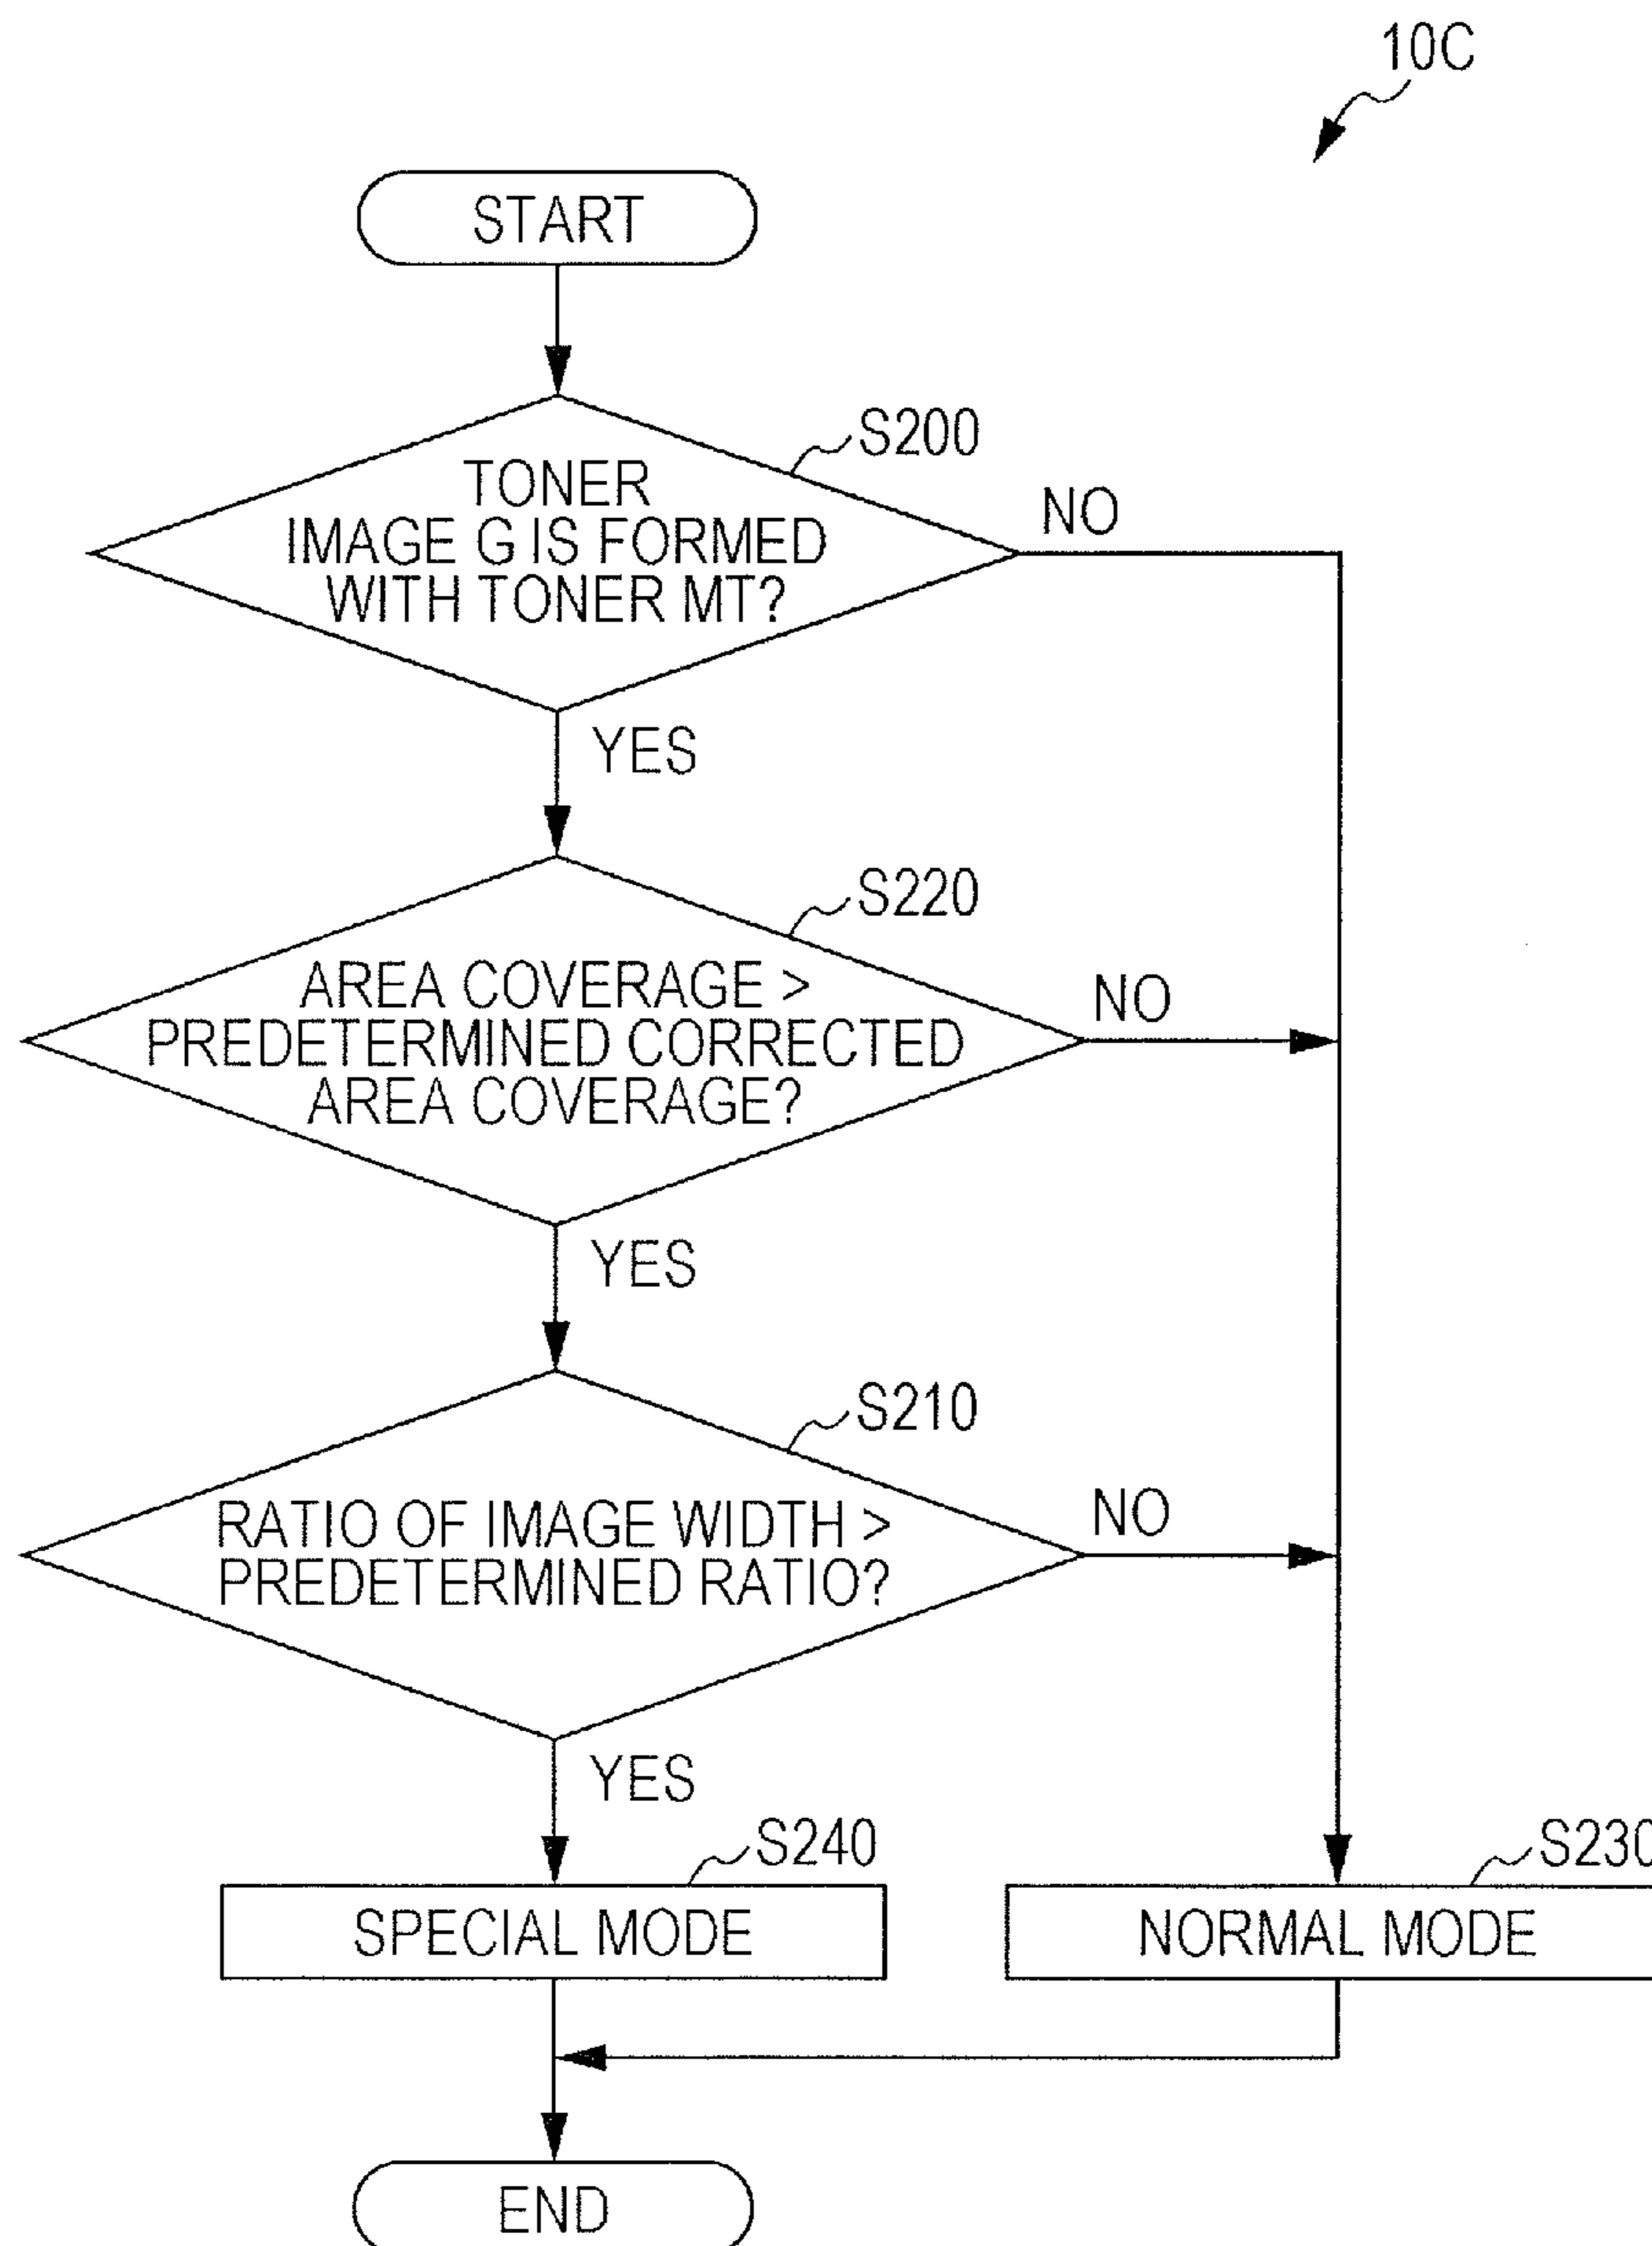 10C
START
S200
TONER
IMAGE G IS FORMED
WITH TONER MT?
NO
YES
S220
AREA COVERAGE >
PREDETERMINED CORRECTED
AREA COVERAGE?
NO
YES
S210
RATIO OF IMAGE WIDTH >
PREDETERMINED RATIO?
NO
YES
S240
SPECIAL MODE
S230
NORMAL MODE
END